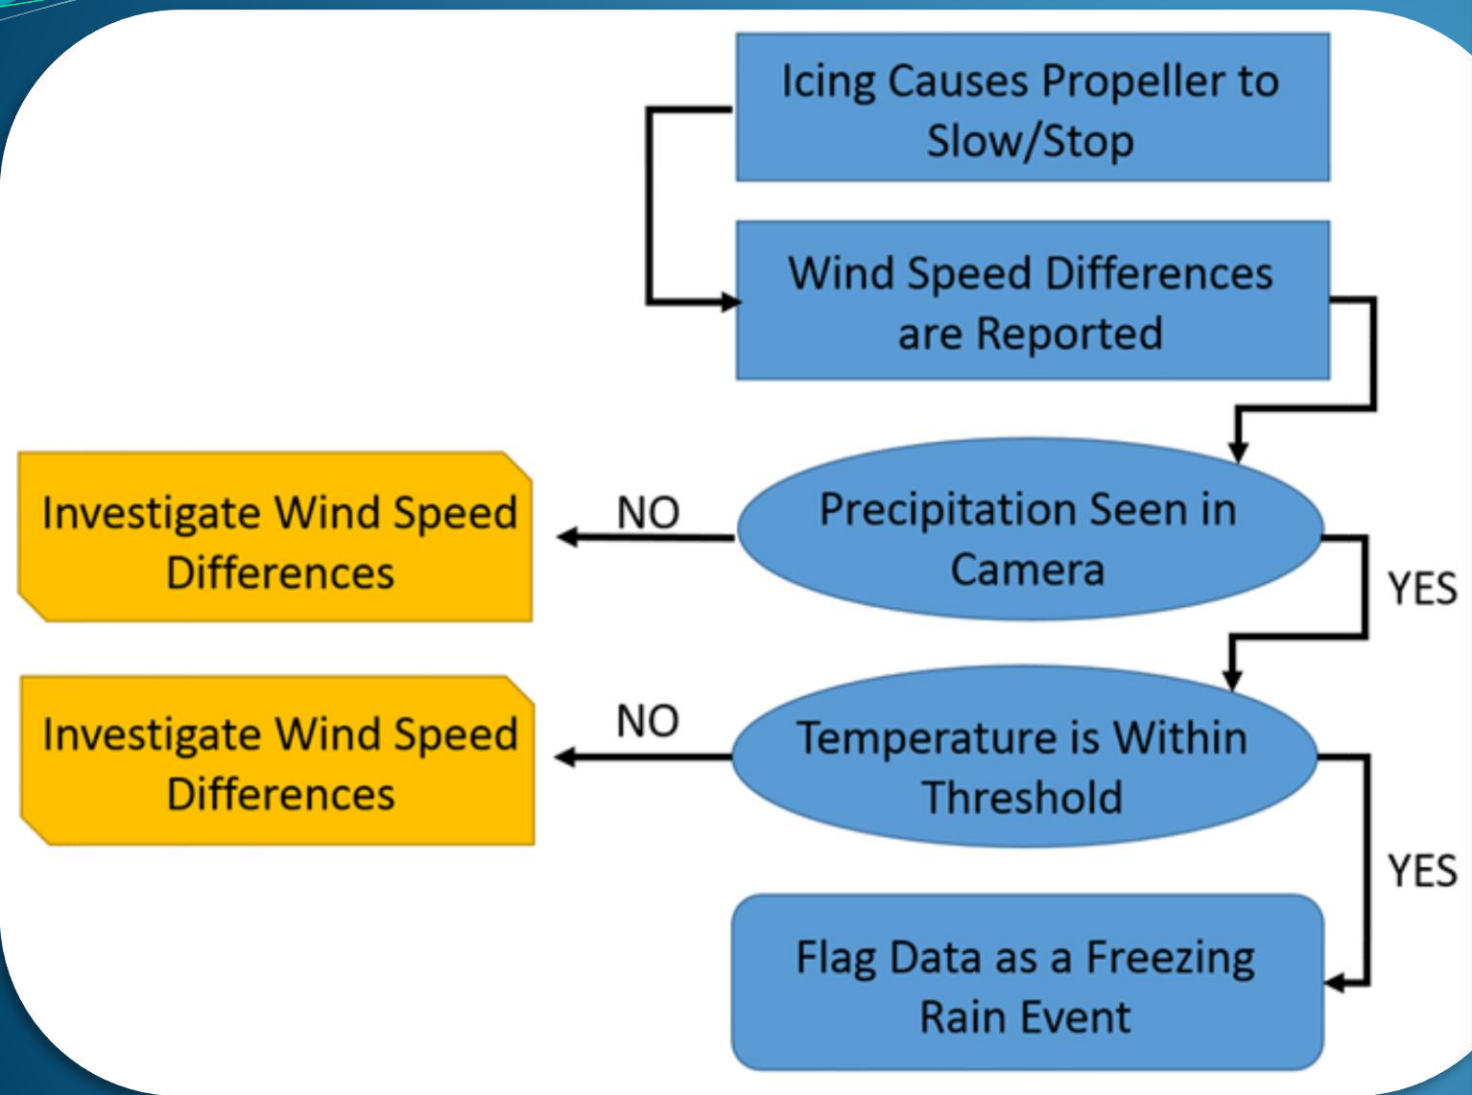 Icing Causes Propeller to
Slow/Stop
Wind Speed Differences
are Reported
Precipitation Seen in
Camera
NO
Investigate Wind Speed
Differences
YES
Temperature is Within
Threshold
NO
Investigate Wind Speed
Differences
YES
Flag Data as a Freezing
Rain Event